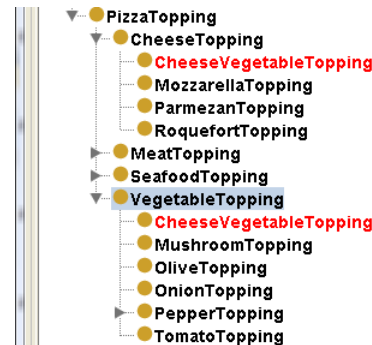 PizzaTopping
CheeseTopping
CheeseVegetableTopping
MozzarellaTopping
ParmezanTopping
RoquefortTopping
MeatTopping
SeafoodTopping
VegetableTopping
CheeseVegetableTopping
MushroomTopping
OliveTopping
OnionTopping
PepperTopping
TomatoTopping